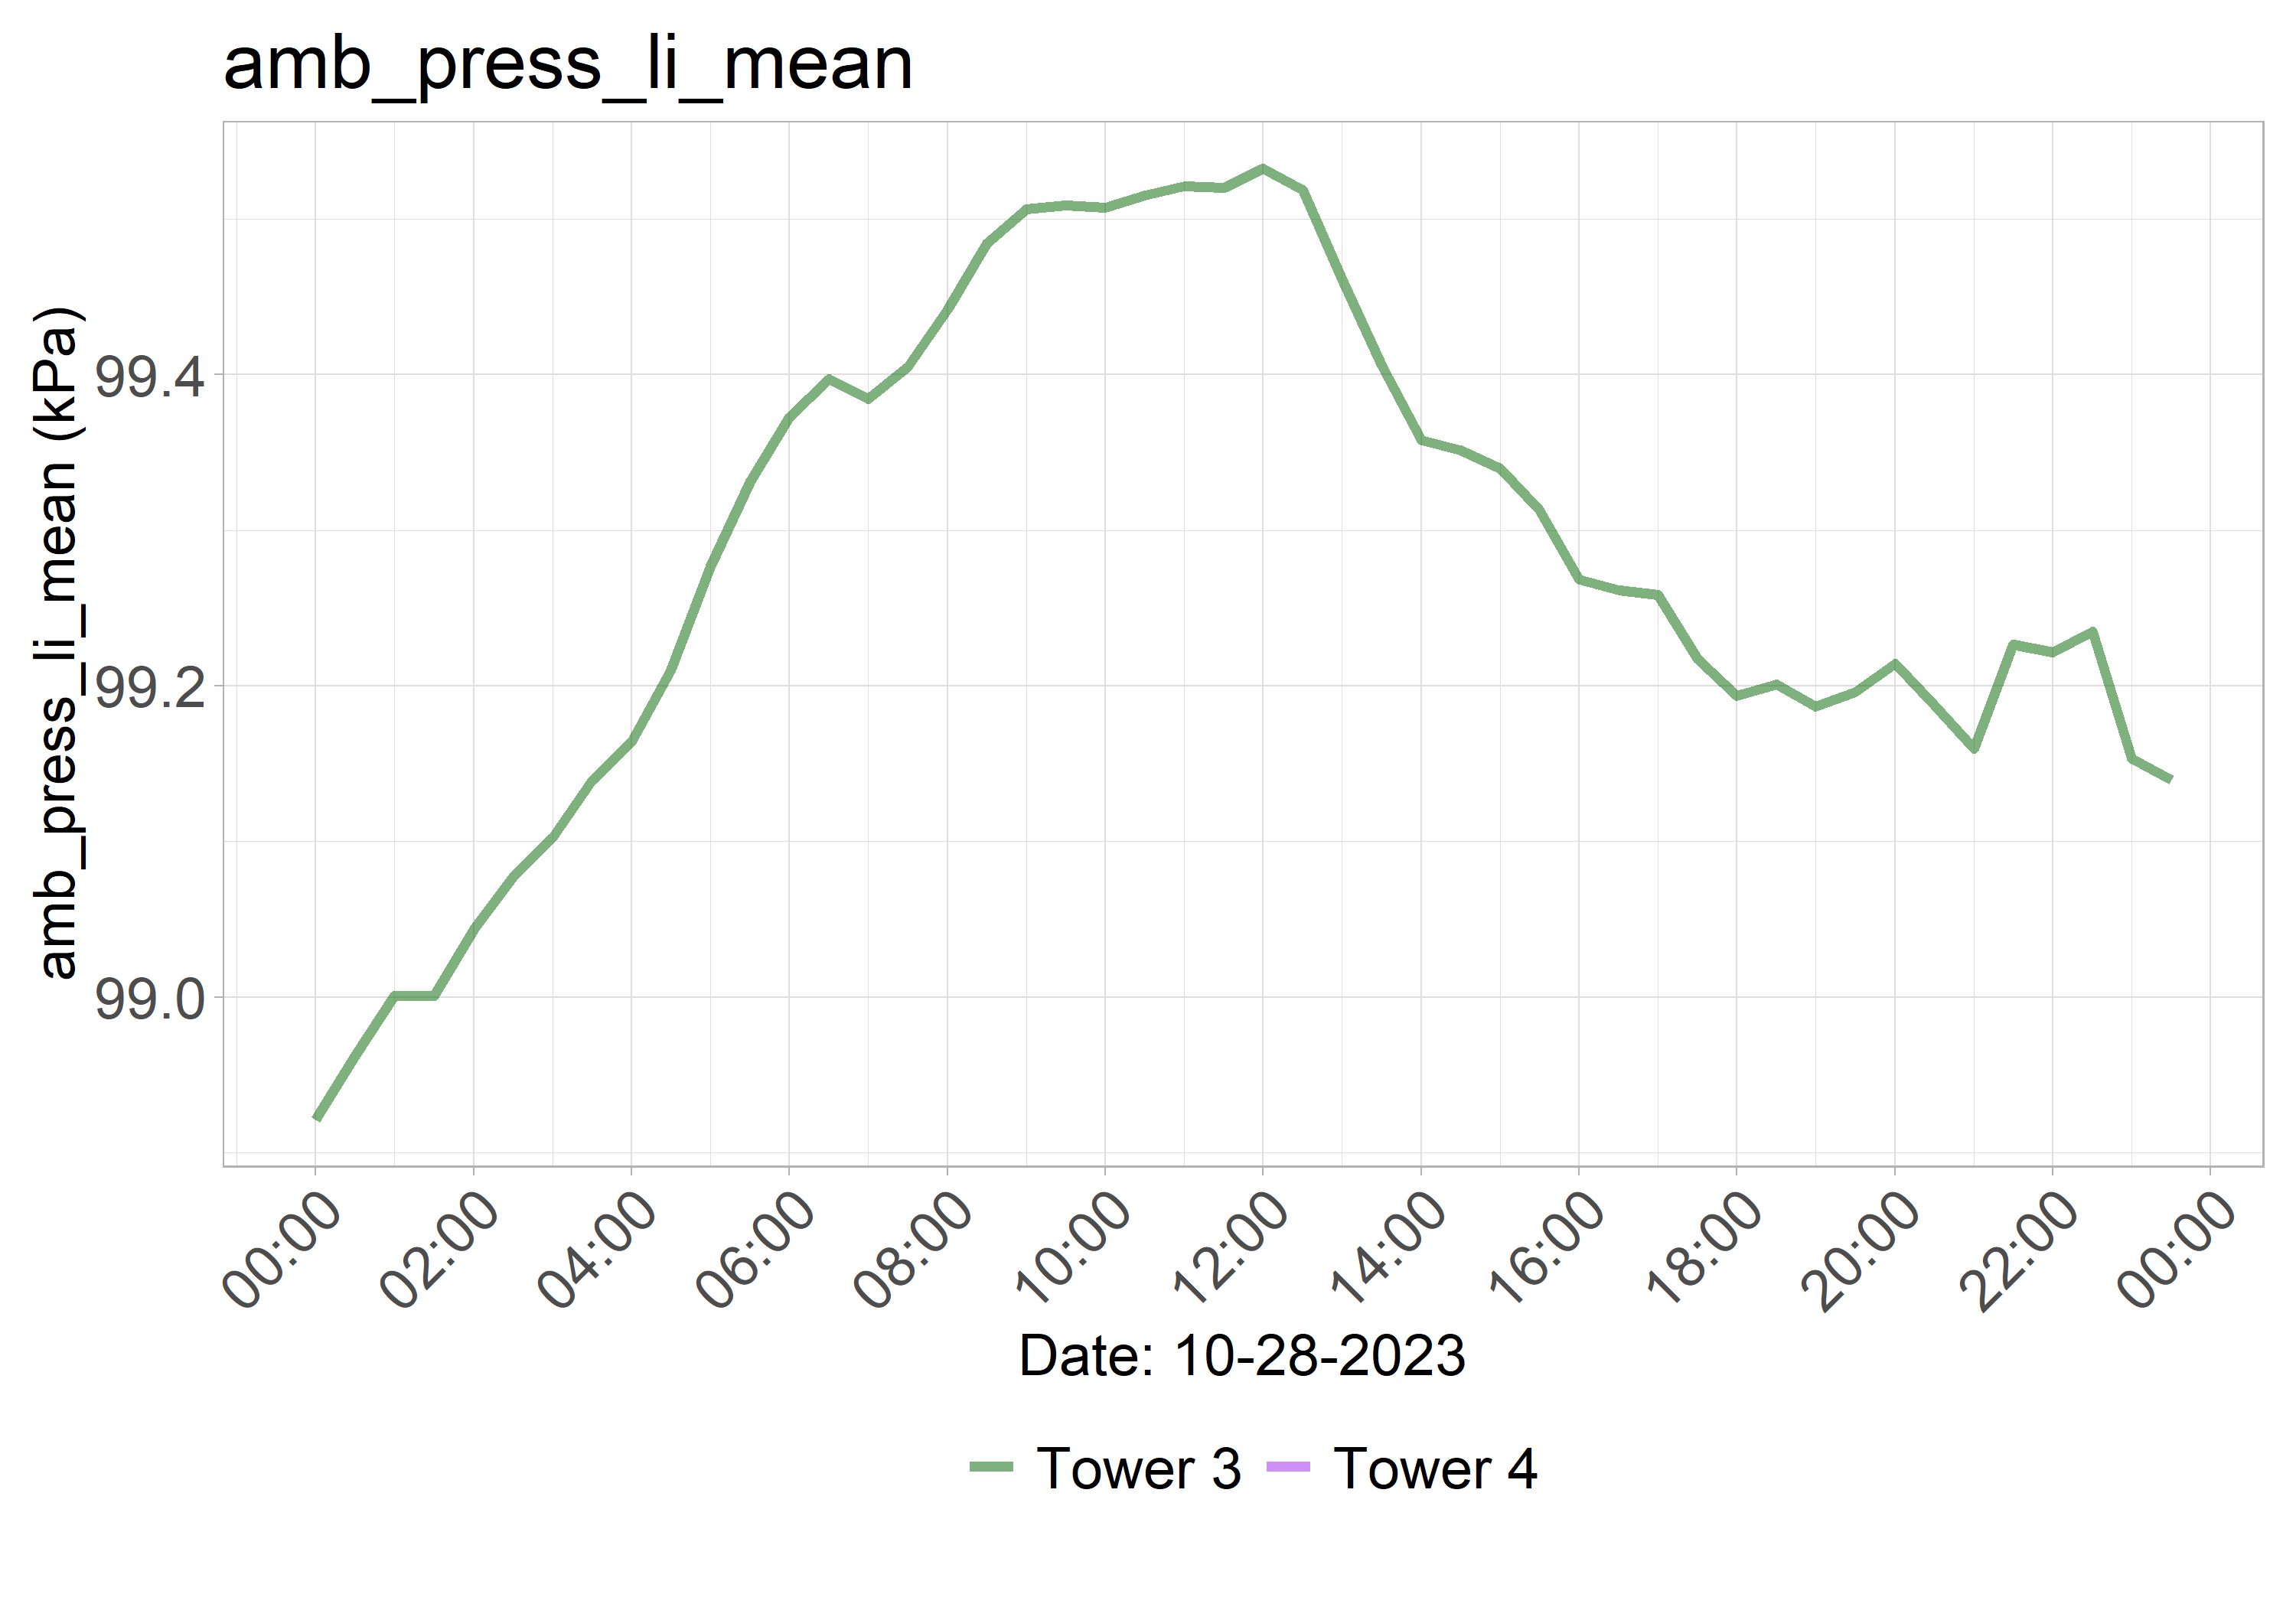 amb_press_li_mean
amb_press_li_mean (kPa)
99.4
99.2
99.0
00:00 02:00 04:00 06:00 08:00 10:00 12:00 14:00 16:00 18:00 20:00 22:00 00:00
Date: 10-28-2023
Tower 3 Tower 4